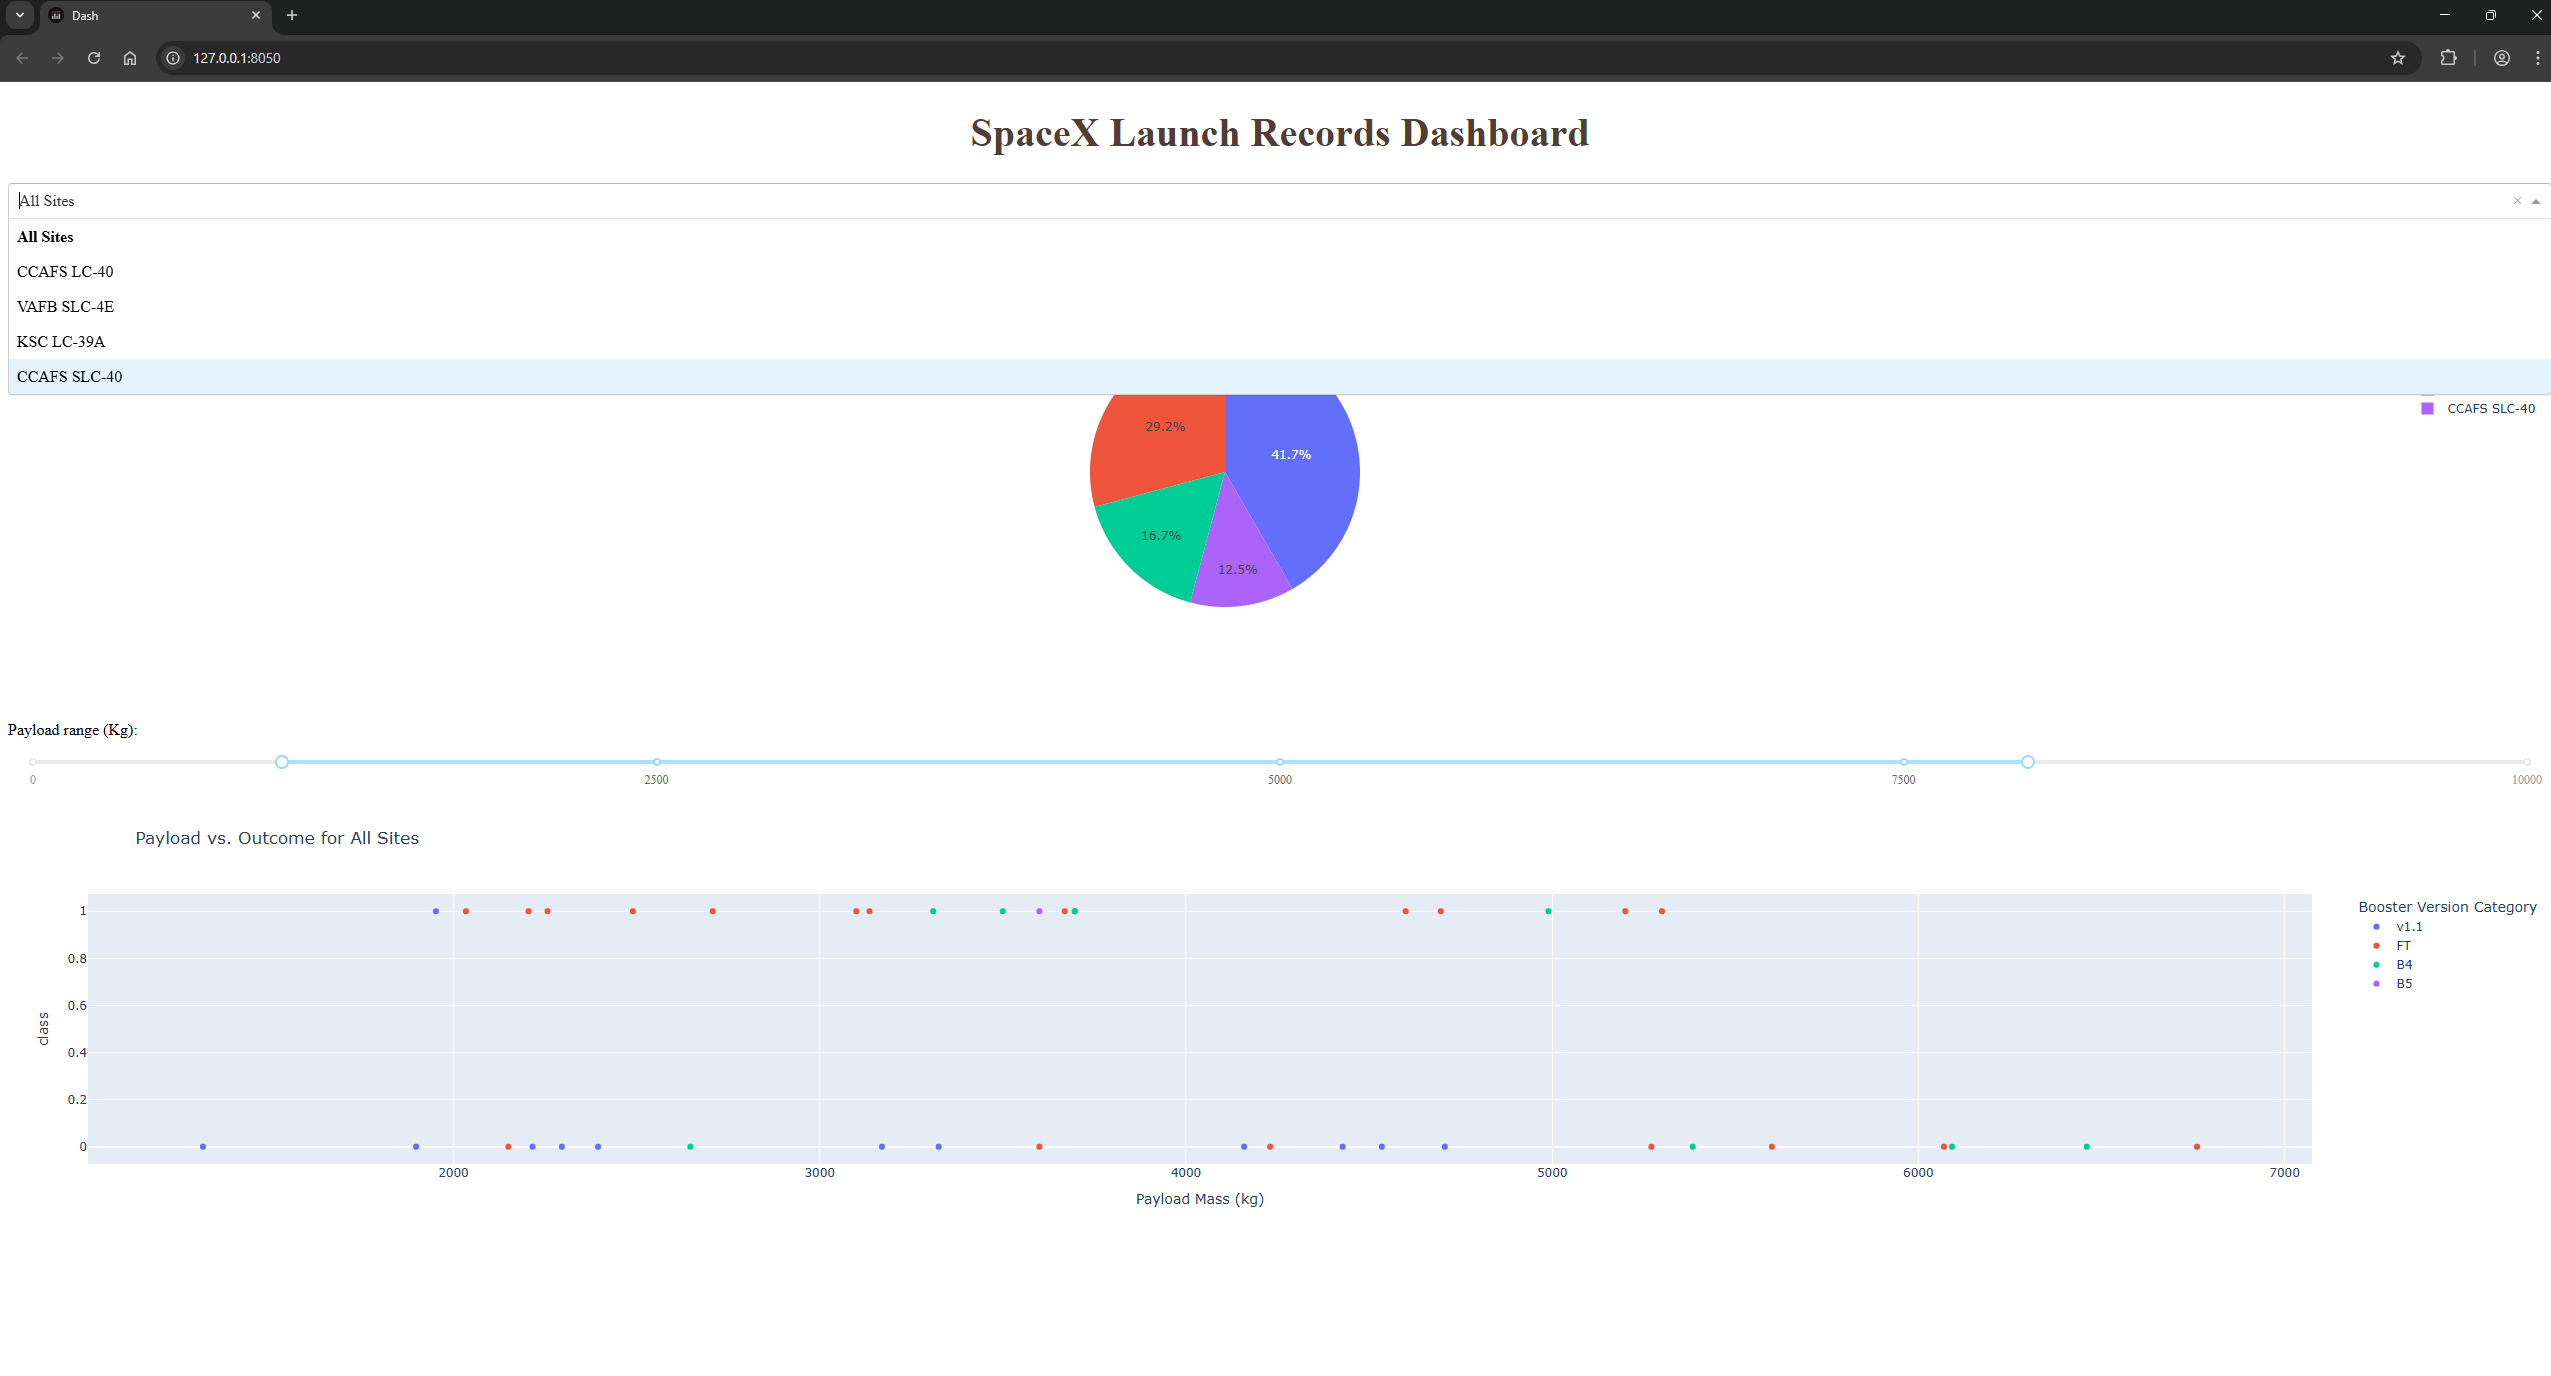 Dash
127.0.0.1:8050
SpaceX Launch Records Dashboard
All Sites
All Sites
CCAFS LC-40
VAFB SLC-4E
KSC LC-39A
CCAFS SLC-40
CCAFS SLC-40
29.2%
41.7%
16.7%
12.5%
Payload range (Kg):
0 2500 5000 7500 10000
Payload vs. Outcome for All Sites
Booster Version Category
v1.1
FT
B4
B5
1
0.8
0.6
0.4
0.2
0
class
2000 3000 4000 5000 6000 7000
Payload Mass (kg)